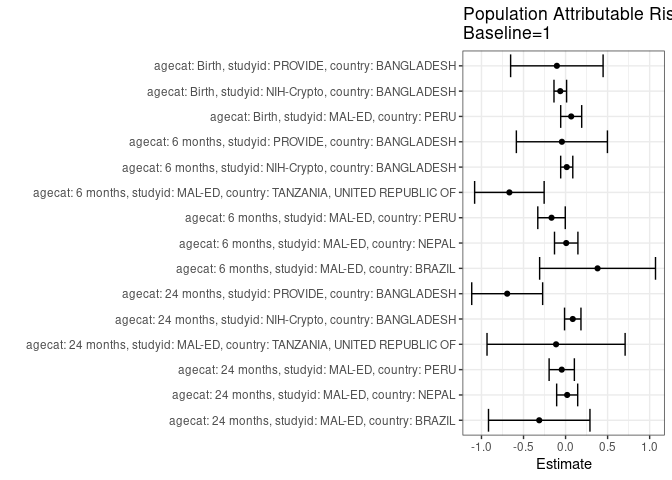 Population Attributable Ris
Baseline=1
agecat: Birth, studyid: PROVIDE, country: BANGLADESH
agecat: Birth, studyid: NIH-Crypto, country: BANGLADESH
agecat: Birth, studyid: MAL-ED, country: PERU
agecat: 6 months, studyid: PROVIDE, country: BANGLADESH
agecat: 6 months, studyid: NIH-Crypto, country: BANGLADESH
agecat: 6 months, studyid: MAL-ED, country: TANZANIA, UNITED REPUBLIC OF
agecat: 6 months, studyid: MAL-ED, country: PERU
agecat: 6 months, studyid: MAL-ED, country: NEPAL
agecat: 6 months, studyid: MAL-ED, country: BRAZIL
agecat: 24 months, studyid: PROVIDE, country: BANGLADESH
agecat: 24 months, studyid: NIH-Crypto, country: BANGLADESH
agecat: 24 months, studyid: MAL-ED, country: TANZANIA, UNITED REPUBLIC OF
agecat: 24 months, studyid: MAL-ED, country: PERU
agecat: 24 months, studyid: MAL-ED, country: NEPAL
agecat: 24 months, studyid: MAL-ED, country: BRAZIL
-1.0 -0.5 0.0 0.5 1.0
Estimate